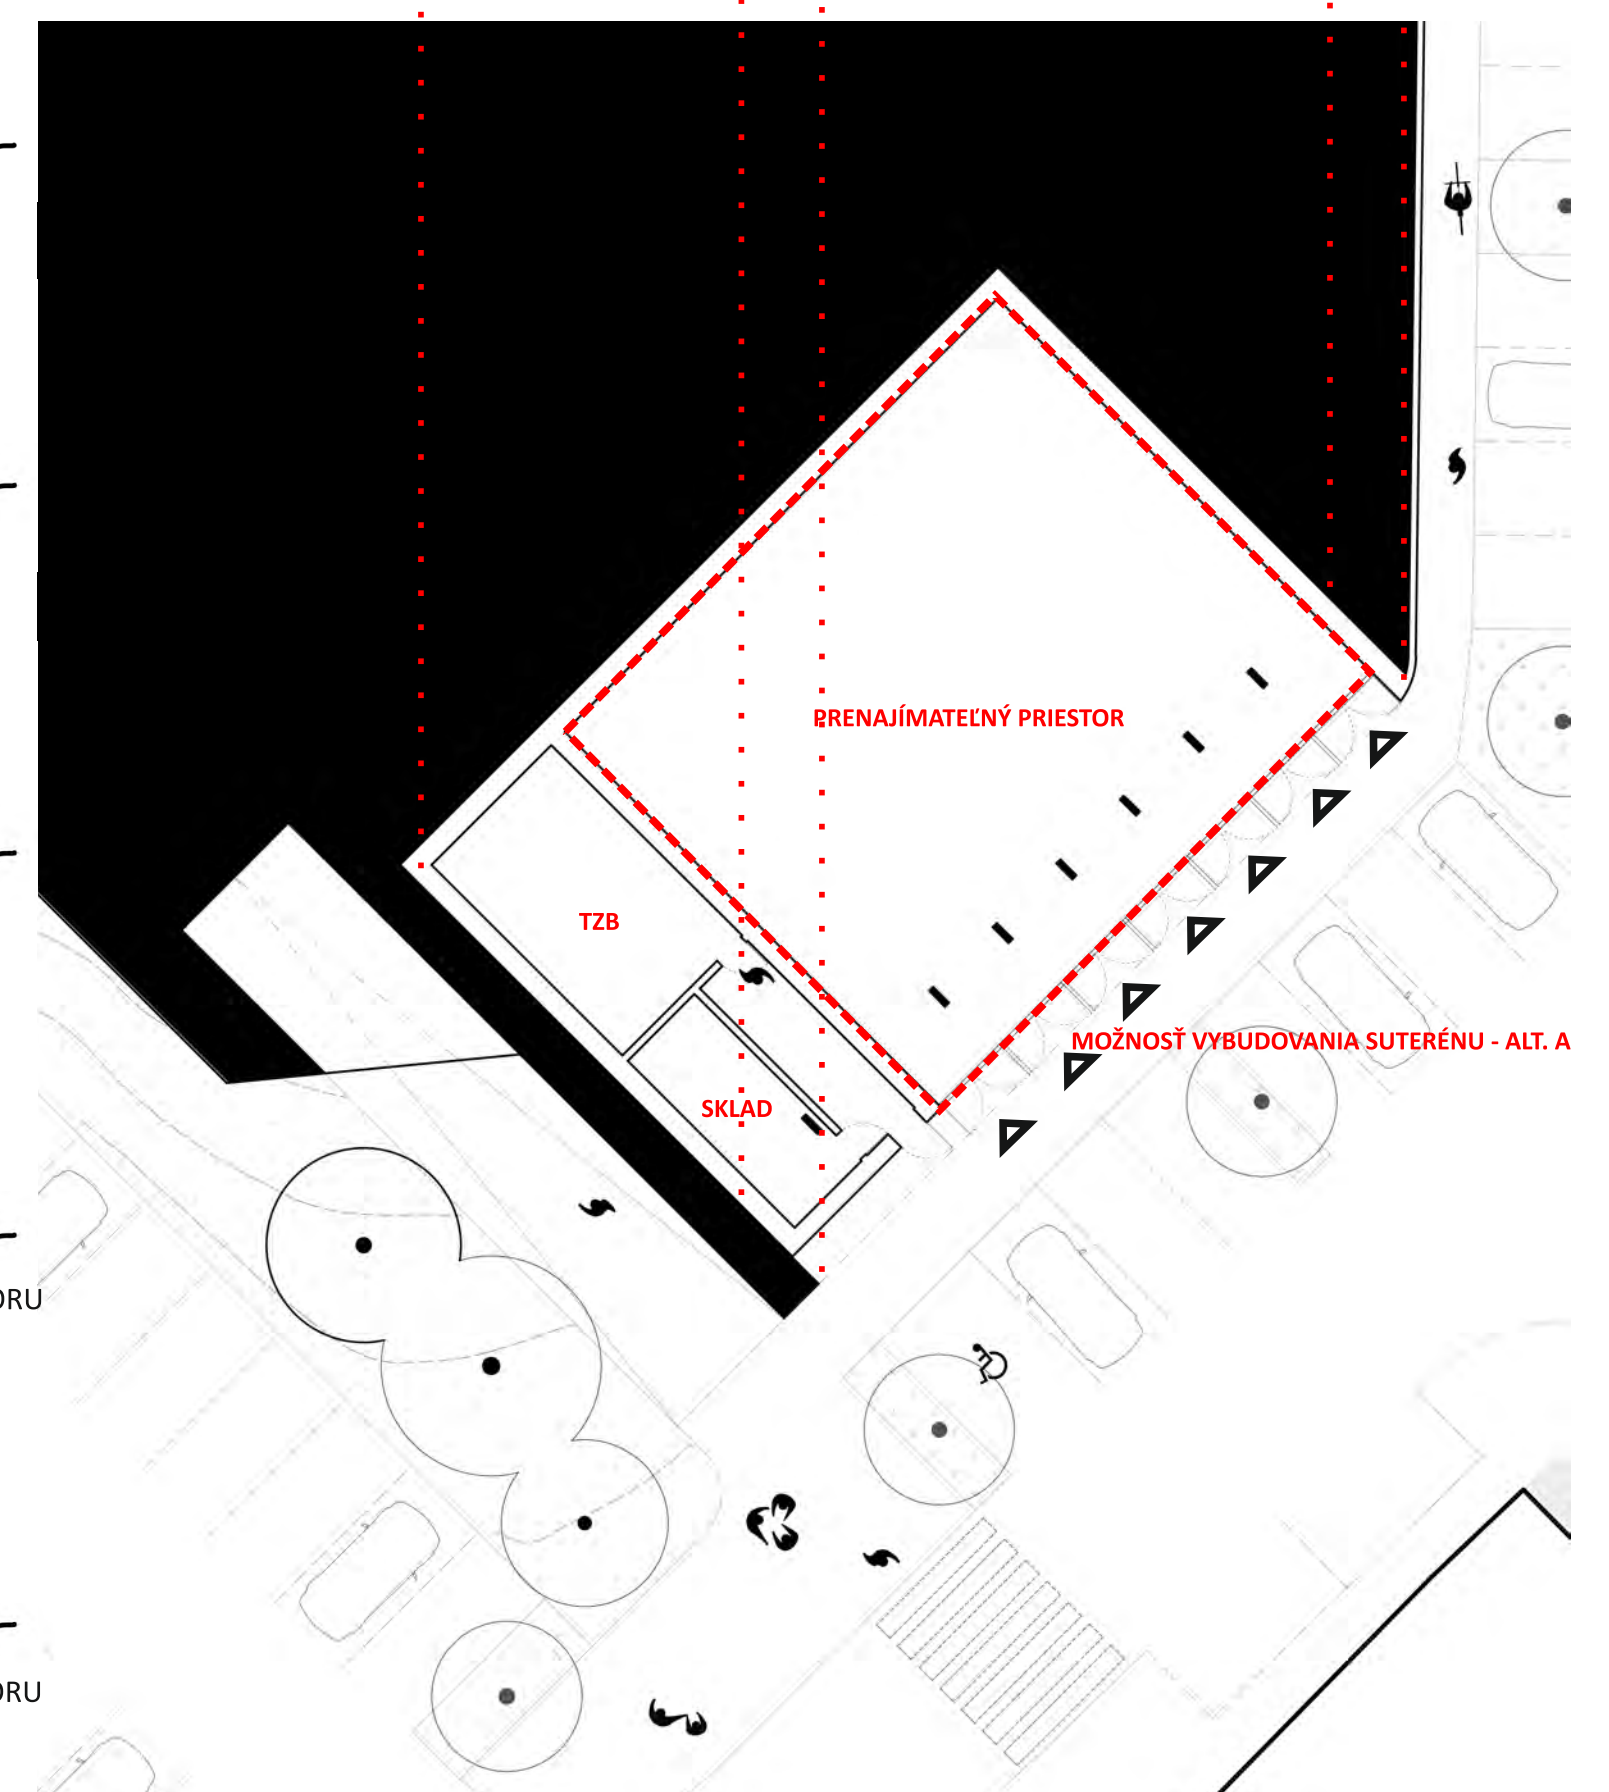 PRENAJÍMATEĽNÝ PRIESTOR
TZB
MOŽNOSŤ VYBUDOVANIA SUTERÉNU - ALT. A
SKLAD
ORU
ORU